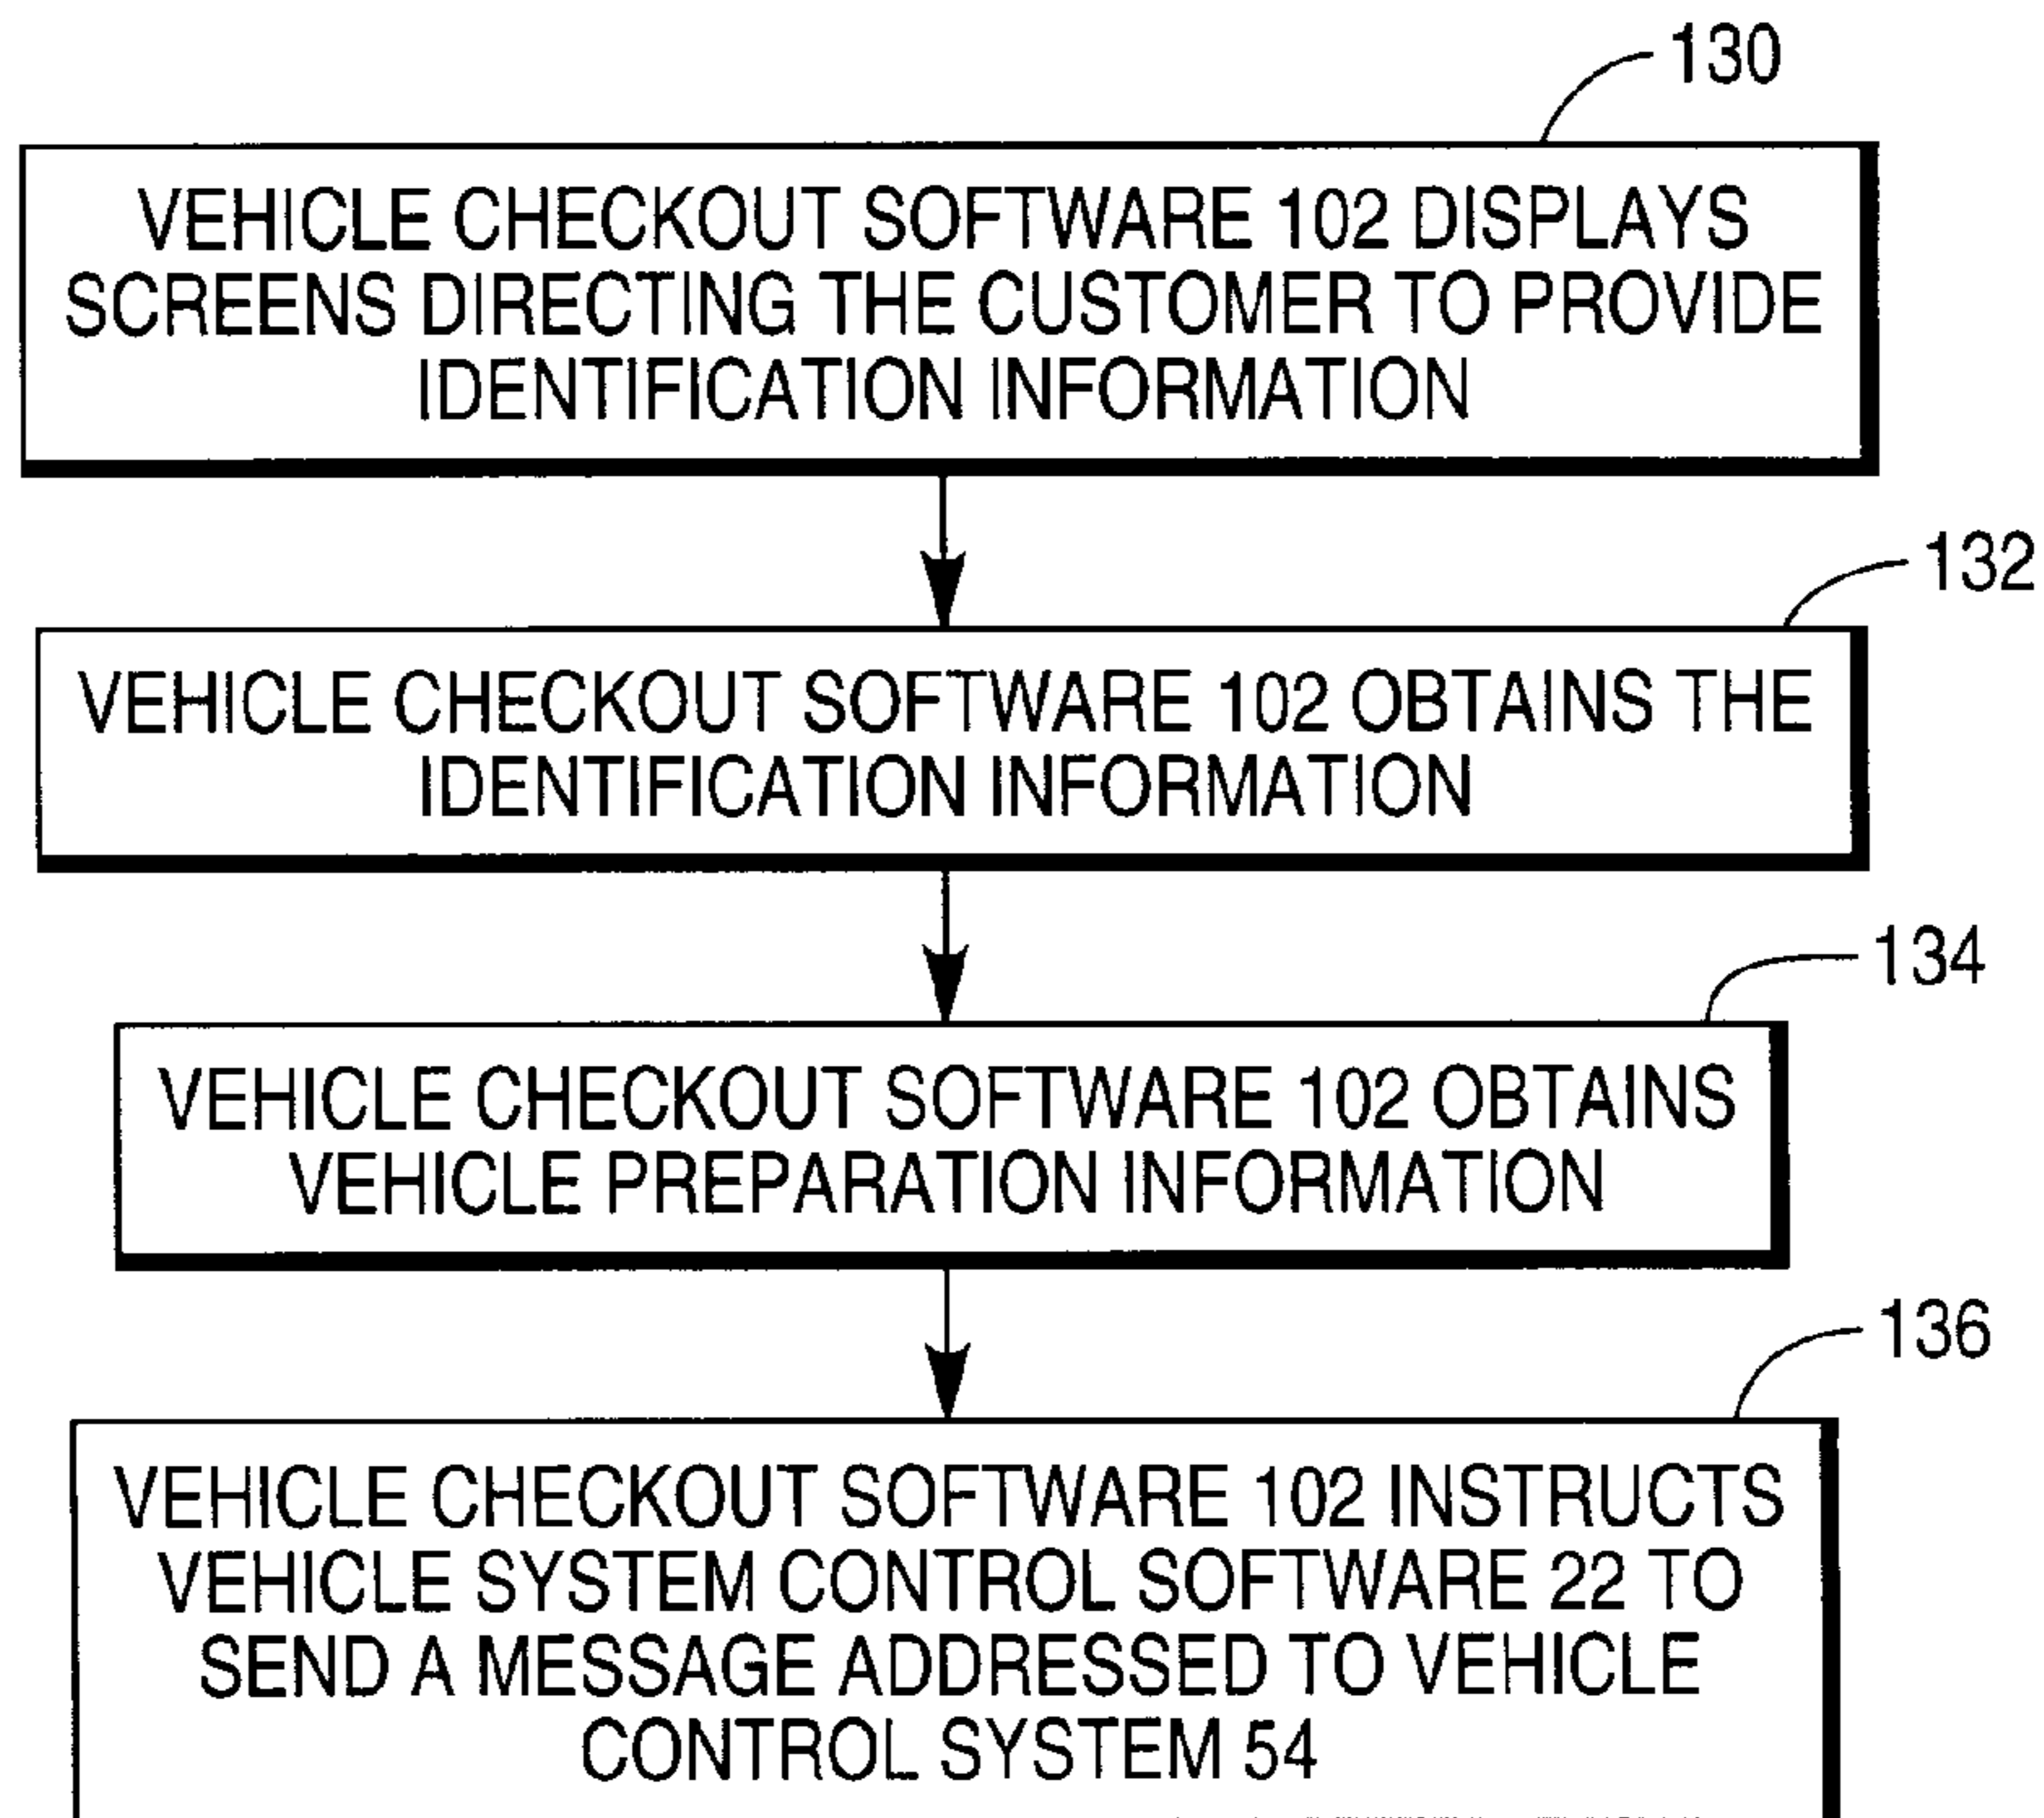 130
VEHICLE CHECKOUT SOFTWARE 102 DISPLAYS
SCREENS DIRECTING THE CUSTOMER TO PROVIDE
IDENTIFICATION INFORMATION
132
VEHICLE CHECKOUT SOFTWARE 102 OBTAINS THE
IDENTIFICATION INFORMATION
134
VEHICLE CHECKOUT SOFTWARE 102 OBTAINS
VEHICLE PREPARATION INFORMATION
136
VEHICLE CHECKOUT SOFTWARE 102 INSTRUCTS
VEHICLE SYSTEM CONTROL SOFTWARE 22 TO
SEND A MESSAGE ADDRESSED TO VEHICLE
CONTROL SYSTEM 54